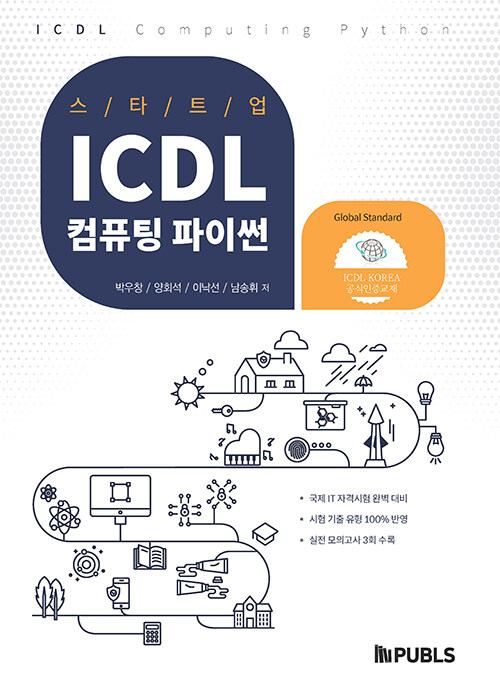 ICDL Computing Python
스/타/트/업
ICDL
컴퓨팅 파이썬
박우창 / 양회석 / 이낙선 / 남송휘 저
Global Standard
ICDL KOREA
공식인증교재
• 국제 IT 자격시험 완벽 대비
• 시험 기출 유형 100% 반영
• 실전 모의고사 3회 수록
INPUBLS